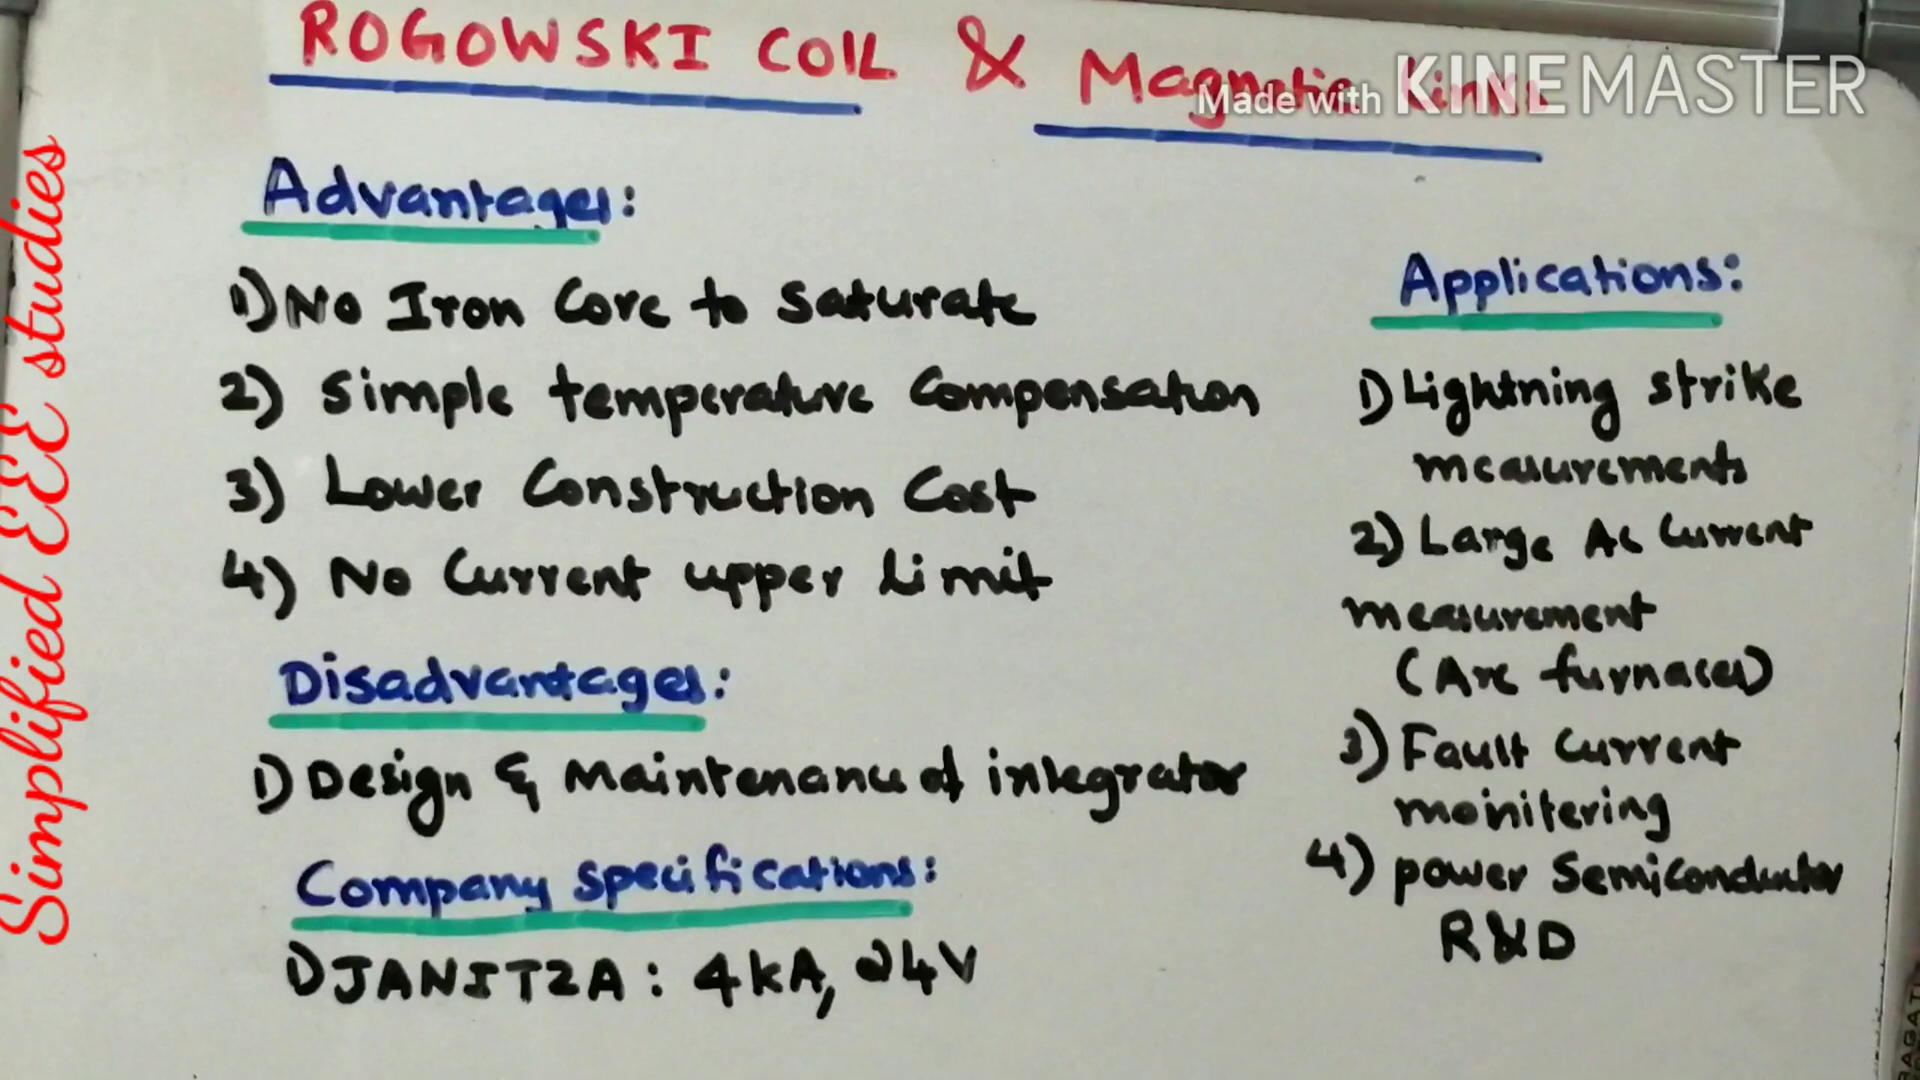 ROGOWSKI COIL & Magnetic Links
Made with KINEMASTER
Simplified EEE studies
Advantages:
1) No Iron Core to saturate
2) Simple temperature Compensation
3) Lower Construction Cost
4) No Current upper limit
Disadvantages:
1) Design & Maintenance of integrator
Company specifications:
1) JANITZA: 4kA, 24V
Applications:
1) Lightning strike
measurements
2) Large AC Current
measurement
(Arc furnaces)
3) Fault current
monitering
4) power semiconductor
R&D